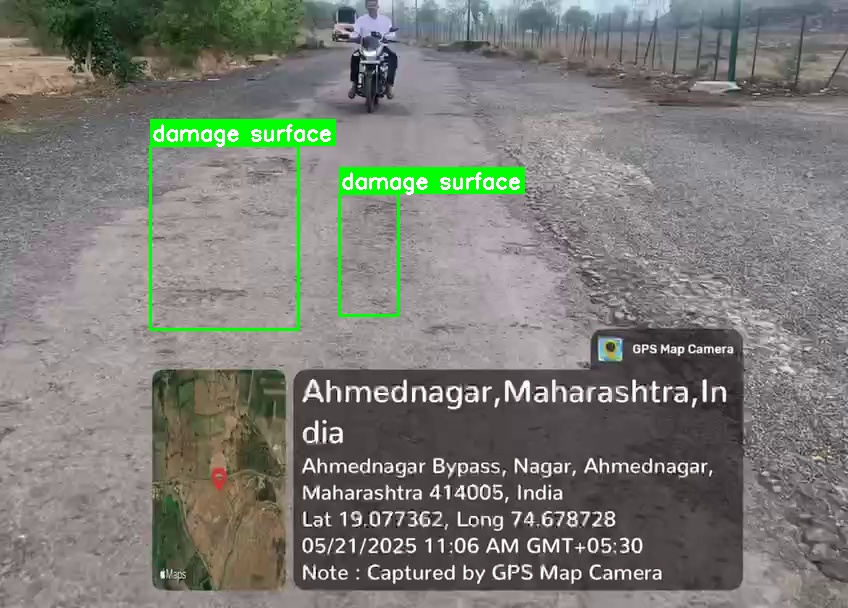 damage surface
damage surface
GPS Map Camera
Ahmednagar,Maharashtra,In
dia
Ahmednagar Bypass, Nagar, Ahmednagar,
Maharashtra 414005, India
Lat 19.077362, Long 74.678728
05/21/2025 11:06 AM GMT+05:30
Note : Captured by GPS Map Camera
Maps